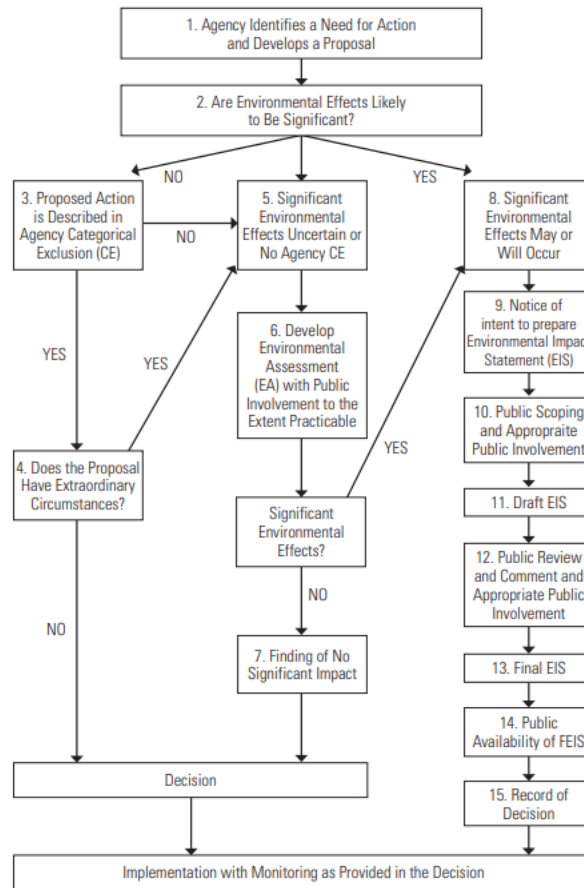 1. Agency Identifies a Need for Action
and Develops a Proposal
2. Are Environmental Effects Likely
to Be Significant?
NO
YES
3. Proposed Action
is Described in
Agency Categorical
Exclusion (CE)
NO
5. Significant
Environmental
Effects Uncertain or
No Agency CE
8. Significant
Environmental
Effects May or
Will Occur
YES
YES
6. Develop
Environmental
Assessment
(EA) with Public
Involvement to the
Extent Practicable
YES
9. Notice of
intent to prepare
Environmental Impact
Statement (EIS)
10. Public Scoping
and Appropraite
Public Involvement
4. Does the Proposal
Have Extraordinary
Circumstances?
Significant
Environmental
Effects?
11. Draft EIS
12. Public Review
and Comment and
Appropriate Public
Involvement
NO
NO
7. Finding of No
Significant Impact
13. Final EIS
14. Public
Availability of FEIS
Decision
15. Record of
Decision
Implementation with Monitoring as Provided in the Decision